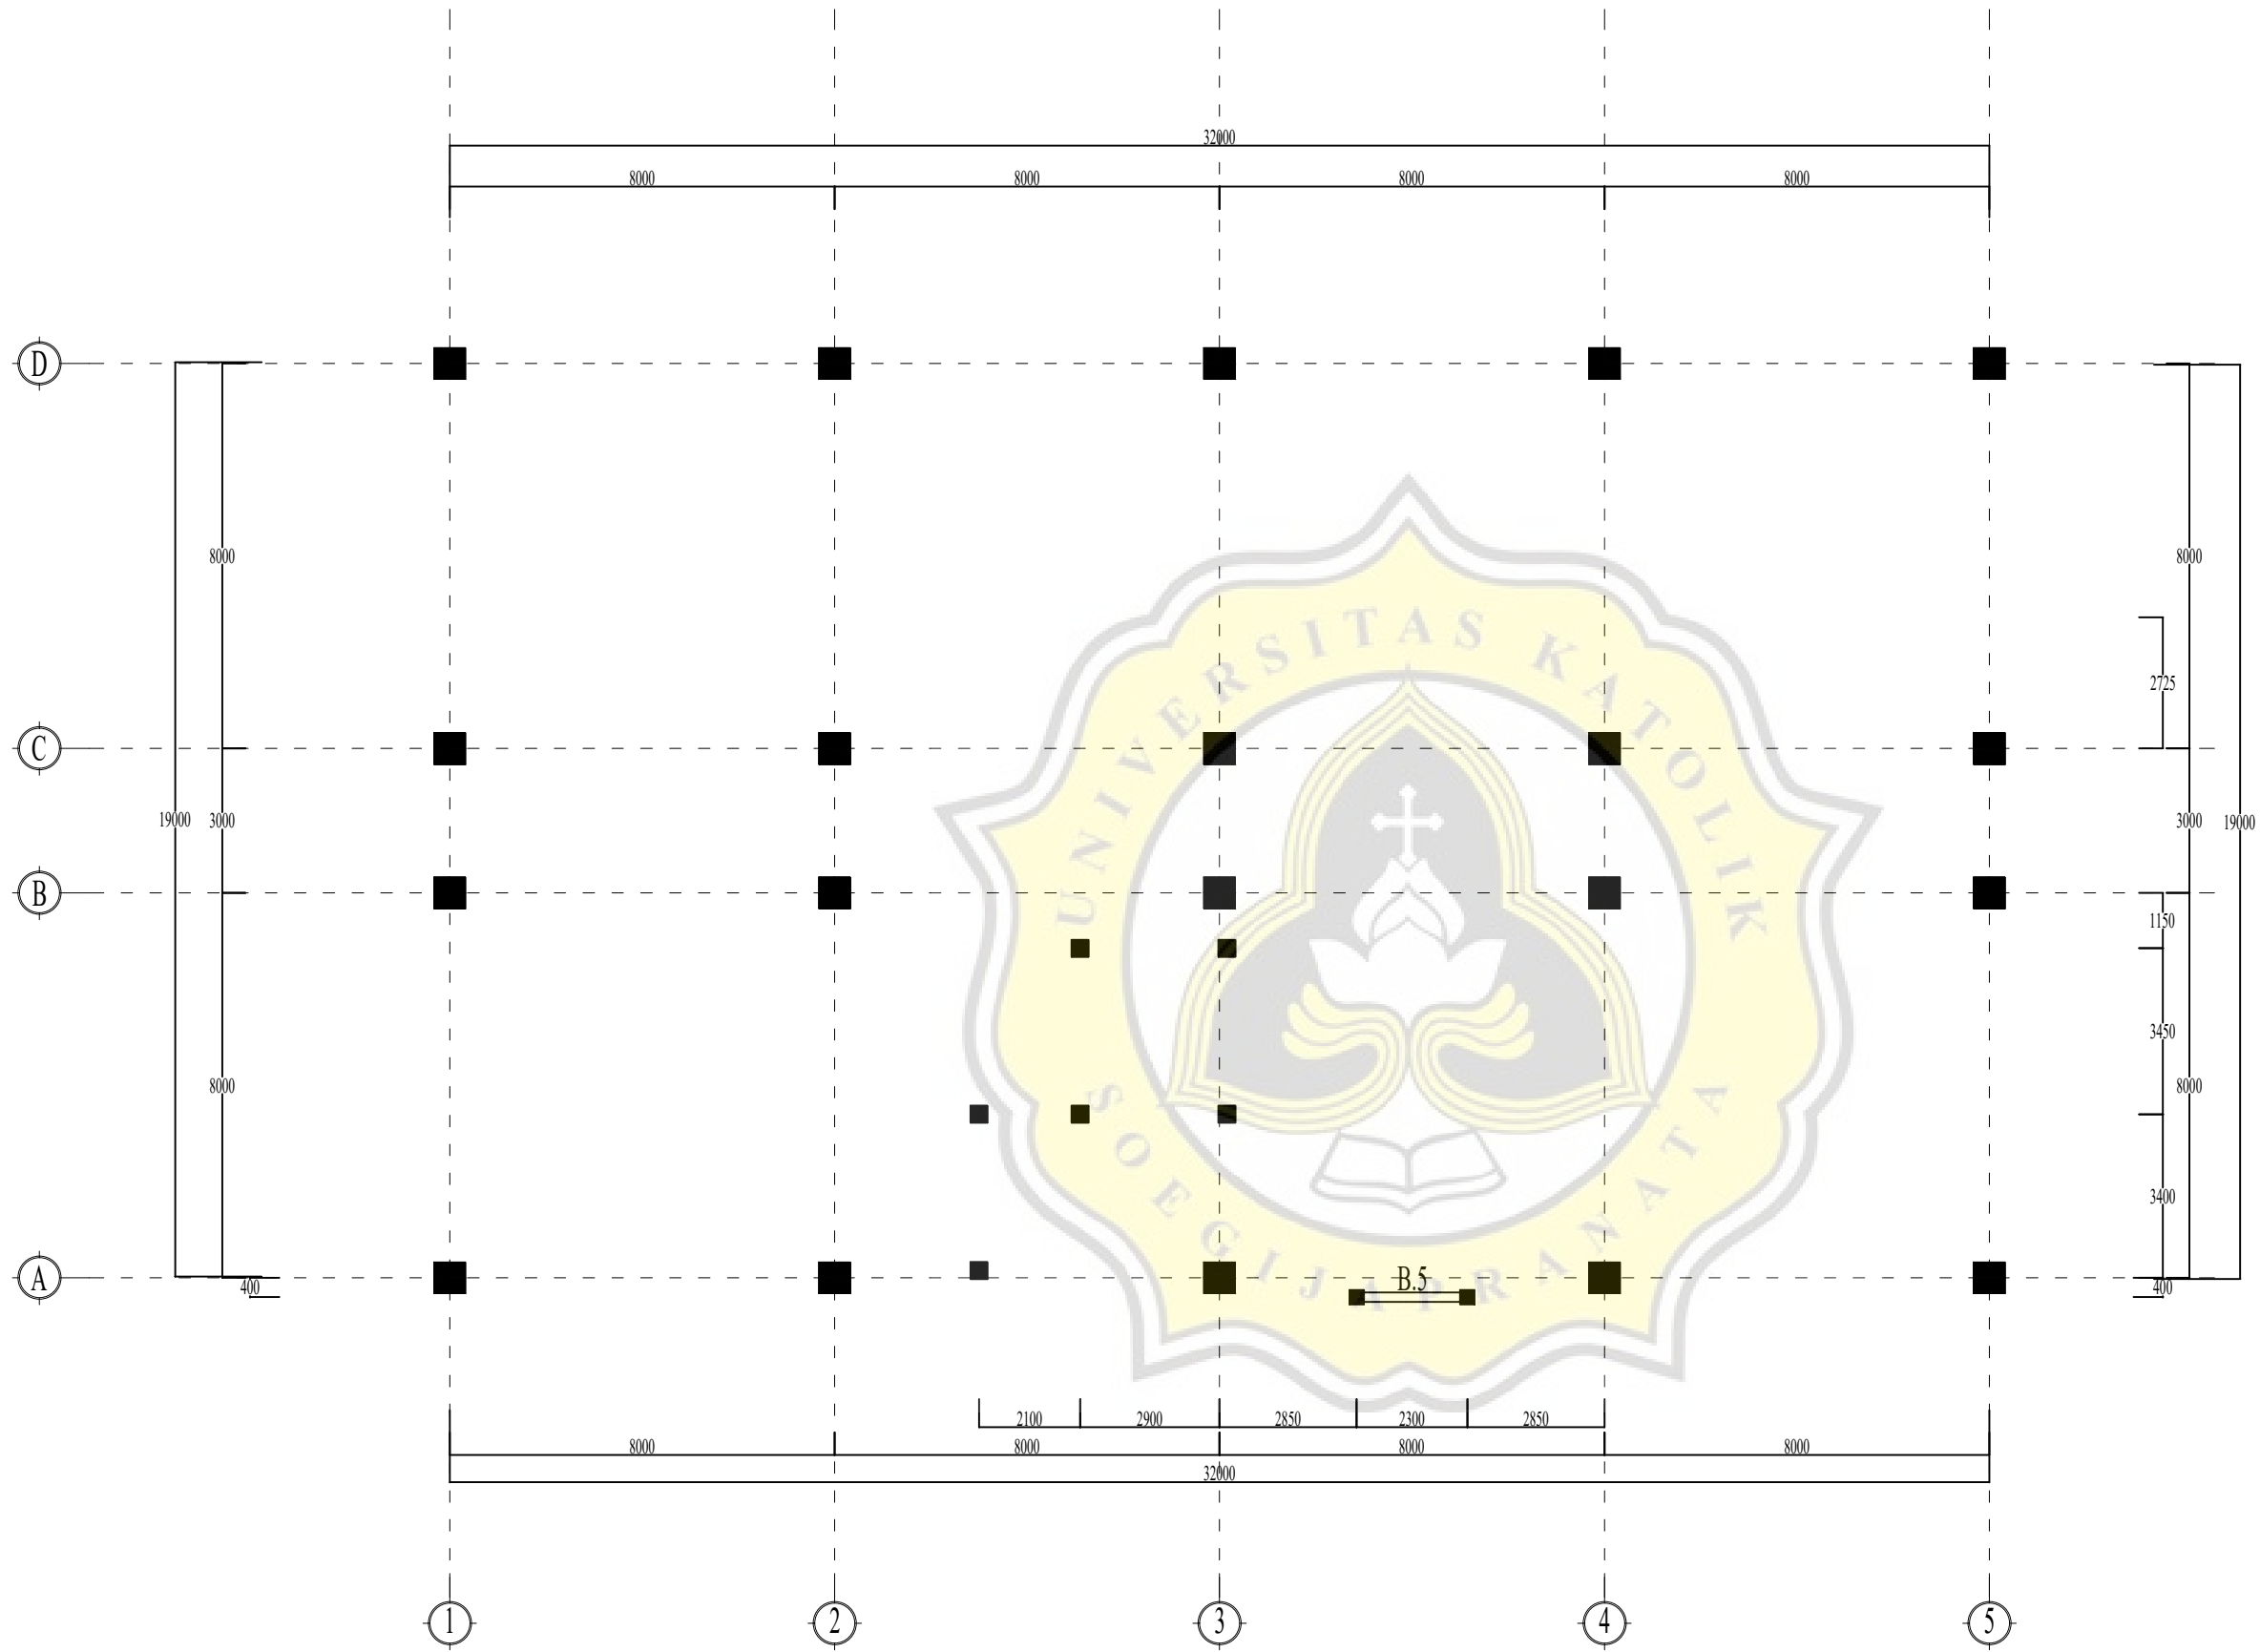 32000
8000 8000 8000 8000
D
8000 8000
2725
C
19000 3000 3000 19000
B
1150
3450
8000 8000
3400
A
400 B.5 400
2100 2900 2850 2300 2850
8000 8000 8000 8000
32000
1 2 3 4 5
UNIVERSITAS KATOLIK
SOEGIJAPRANATA